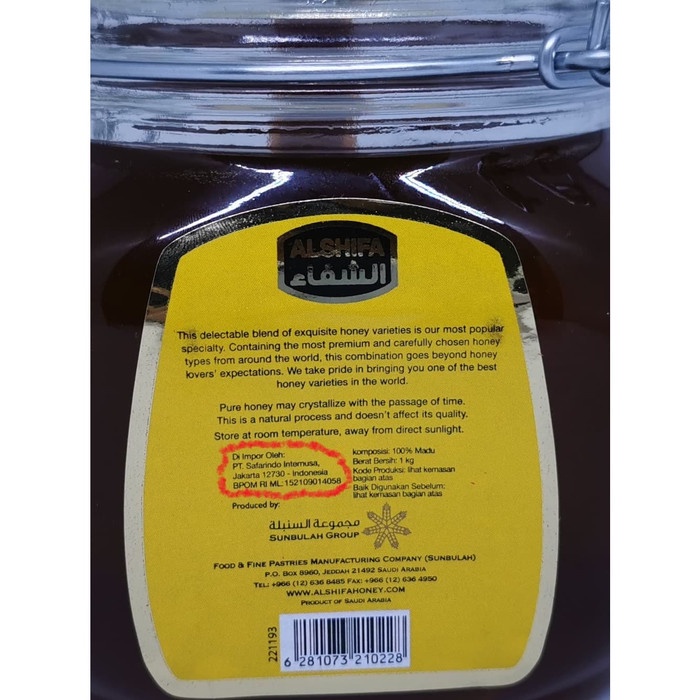 ALSHIFA
الشفاء
This delectable blend of exquisite honey varieties is our most popular
specialty. Containing the most premium and carefully chosen honey
types from around the world, this combination goes beyond honey
lovers' expectations. We take pride in bringing you one of the best
honey varieties in the world.
Pure honey may crystallize with the passage of time.
This is a natural process and doesn't affect its quality.
Store at room temperature, away from direct sunlight.
Di Impor Oleh:
PT. Safarindo Internusa,
Jakarta 12730 - Indonesia
BPOM RI ML:152109014058
komposisi: 100% Madu
Berat Bersih: 1 kg
Kode Produksi: lihat kemasan
bagian atas
Baik Digunakan Sebelum:
lihat kemasan bagian atas
Produced by:
مجموعة السنبلة
SUNBULAH GROUP
FOOD & FINE PASTRIES MANUFACTURING COMPANY (SUNBULAH)
P.O. BOX 8960, JEDDAH 21492 SAUDI ARABIA
TEL: +966 (12) 636 8485 FAX: +966 (12) 636 4950
WWW.ALSHIFAHONEY.COM
PRODUCT OF SAUDI ARABIA
221193
6 281073 210228